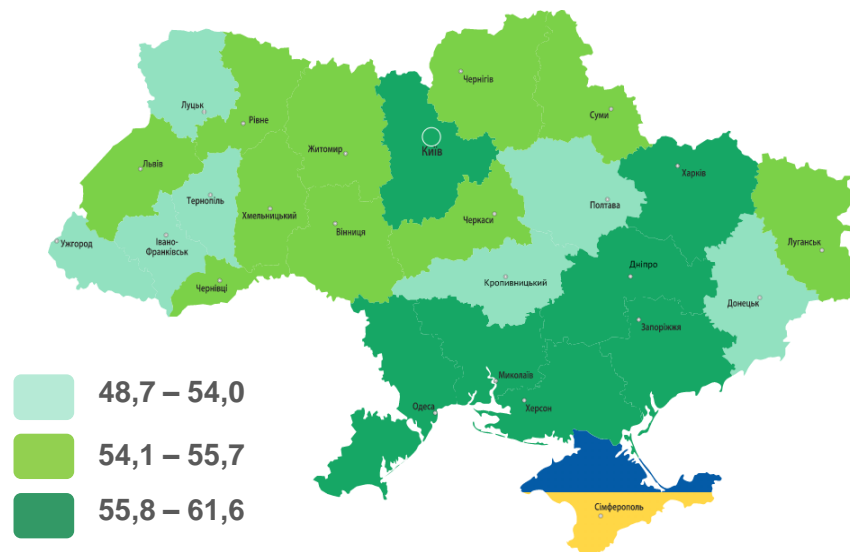 Чернігів
Луцьк
Рівне
Суми
Житомир
Київ
Львів
Харків
Тернопіль
Хмельницький
Полтава
Черкаси
Вінниця
Ужгород
Івано-
Франківськ
Луганськ
Дніпро
Кропивницький
Чернівці
Донецьк
Запоріжжя
Миколаїв
Херсон
Одеса
Сімферополь
48,7 – 54,0
54,1 – 55,7
55,8 – 61,6